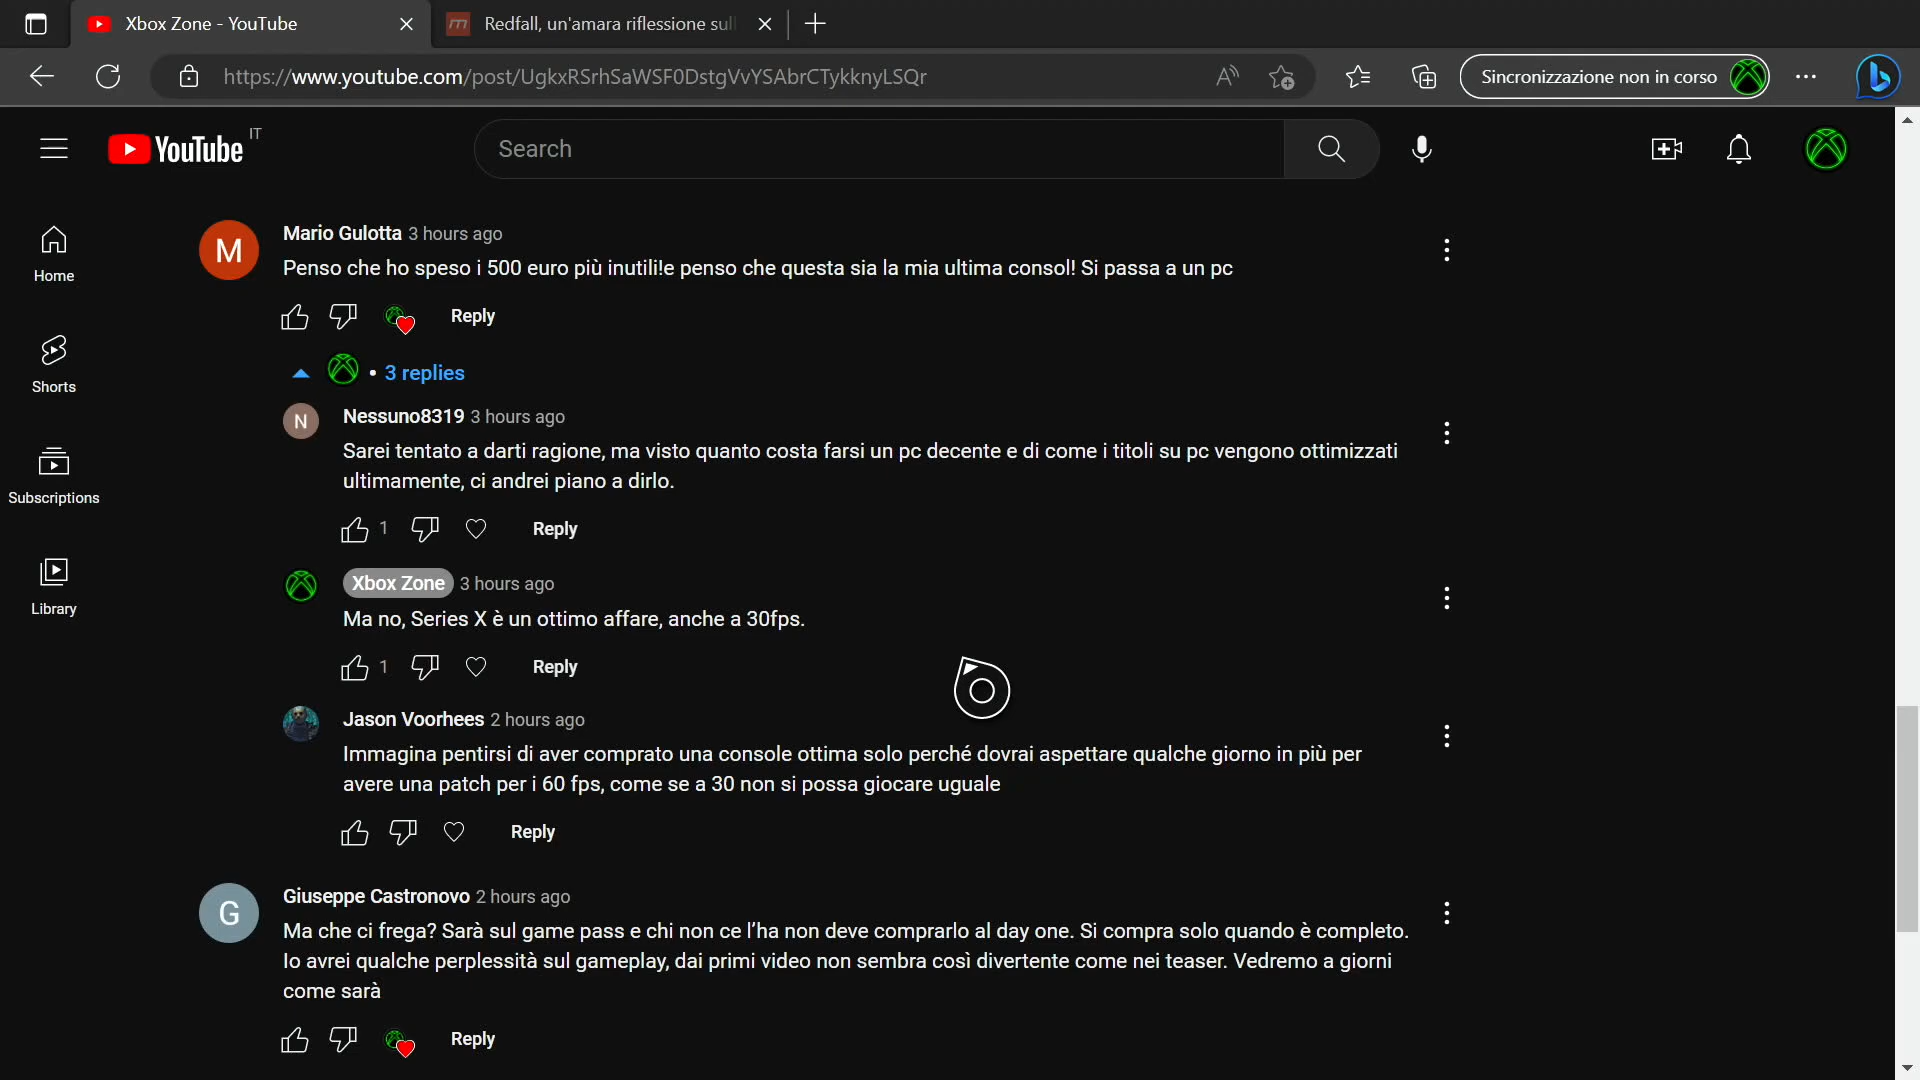 Xbox Zone - YouTube
Redfall, un'amara riflessione sul
https://www.youtube.com/post/UgkxRSrhSaWSF0DstgVvYSAbrCTykknyLSQr
Sincronizzazione non in corso
YouTube IT
Search
Home
Shorts
Subscriptions
Library
M
Mario Gulotta 3 hours ago
Penso che ho speso i 500 euro più inutili!e penso che questa sia la mia ultima consol! Si passa a un pc
Reply
• 3 replies
N
Nessuno8319 3 hours ago
Sarei tentato a darti ragione, ma visto quanto costa farsi un pc decente e di come i titoli su pc vengono ottimizzati
ultimamente, ci andrei piano a dirlo.
1 Reply
Xbox Zone 3 hours ago
Ma no, Series X è un ottimo affare, anche a 30fps.
1 Reply
Jason Voorhees 2 hours ago
Immagina pentirsi di aver comprato una console ottima solo perché dovrai aspettare qualche giorno in più per
avere una patch per i 60 fps, come se a 30 non si possa giocare uguale
Reply
G
Giuseppe Castronovo 2 hours ago
Ma che ci frega? Sarà sul game pass e chi non ce l'ha non deve comprarlo al day one. Si compra solo quando è completo.
Io avrei qualche perplessità sul gameplay, dai primi video non sembra così divertente come nei teaser. Vedremo a giorni
come sarà
Reply